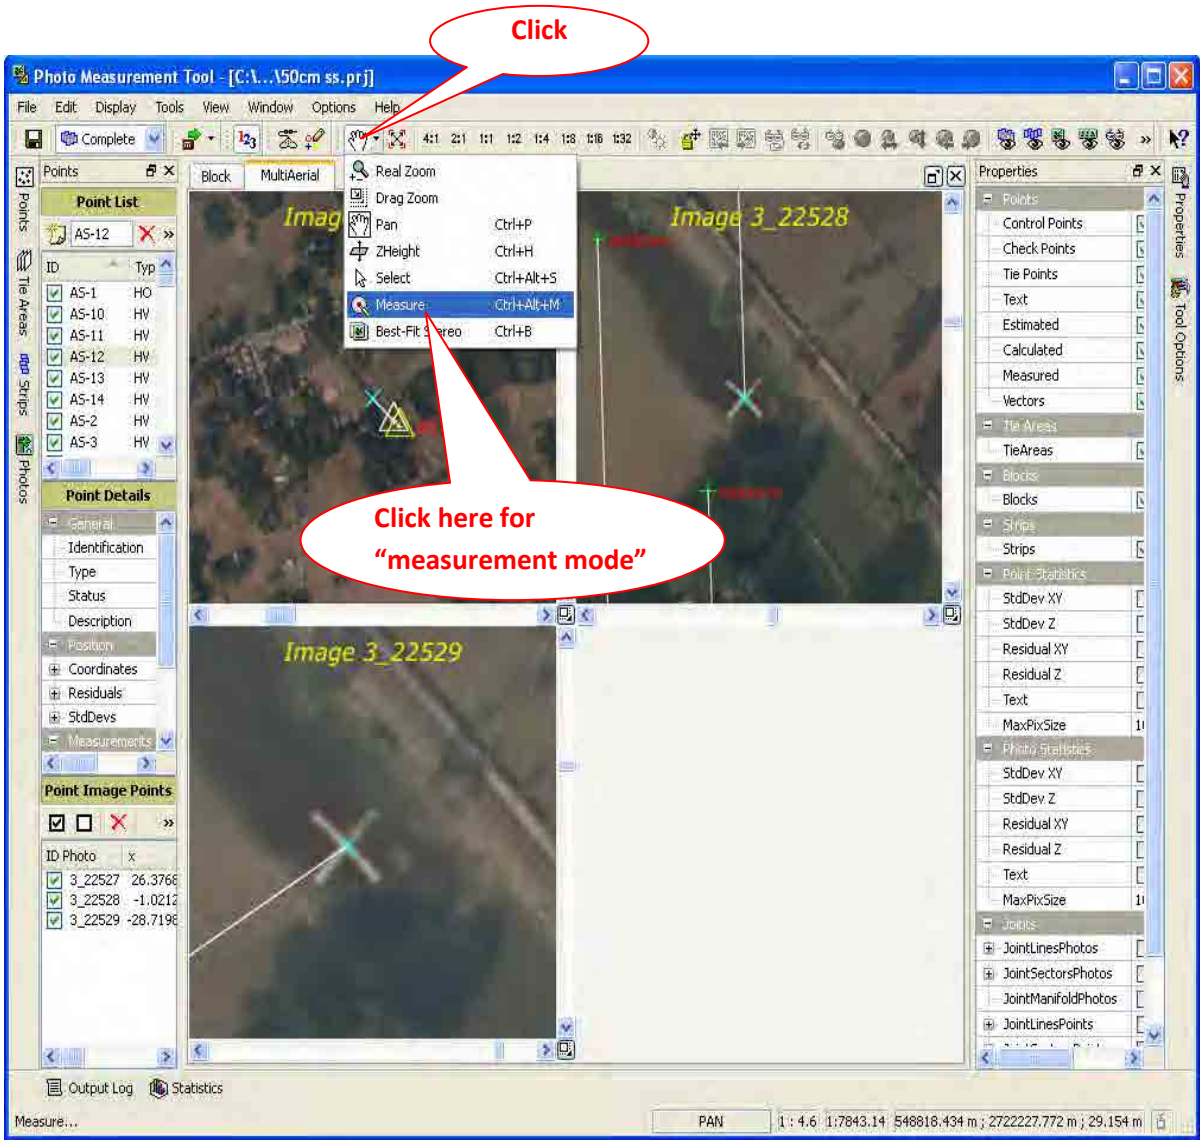 Click
Photo Measurement Tool - [C:\...\50cm ss.prj]
File Edit Display Tools View Window Options Help
Complete 123 4:1 2:1 1:1 1:2 1:4 1:8 1:16 1:32
Points
Block MultiAerial
Properties
Point List
AS-12
ID Typ
AS-1 HO
AS-10 HV
AS-11 HV
AS-12 HV
AS-13 HV
AS-14 HV
AS-2 HV
AS-3 HV
Points
Tie Areas
Strips
Photos
Real Zoom
Drag Zoom
Pan Ctrl+P
ZHeight Ctrl+H
Select Ctrl+Alt+S
Measure Ctrl+Alt+M
Best-Fit Stereo Ctrl+B
Image 3_22528
Click here for
“measurement mode”
Image 3_22529
Point Details
General
Identification
Type
Status
Description
Position
Coordinates
Residuals
StdDevs
Measurements
Point Image Points
ID Photo x
3_22527 26.3768
3_22528 -1.0212
3_22529 -28.7198
Points
Control Points
Check Points
Tie Points
Text
Estimated
Calculated
Measured
Vectors
Tie Areas
TieAreas
Blocks
Blocks
Strips
Strips
Point Statistics
StdDev XY
StdDev Z
Residual XY
Residual Z
Text
MaxPixSize
Photo Statistics
StdDev XY
StdDev Z
Residual XY
Residual Z
Text
MaxPixSize
Joints
JointLinesPhotos
JointSectorsPhotos
JointManifoldPhotos
JointLinesPoints
Properties
Tool Options
Output Log Statistics
Measure... PAN 1 : 4.6 1:7843.14 548818.434 m ; 2722227.772 m ; 29.154 m